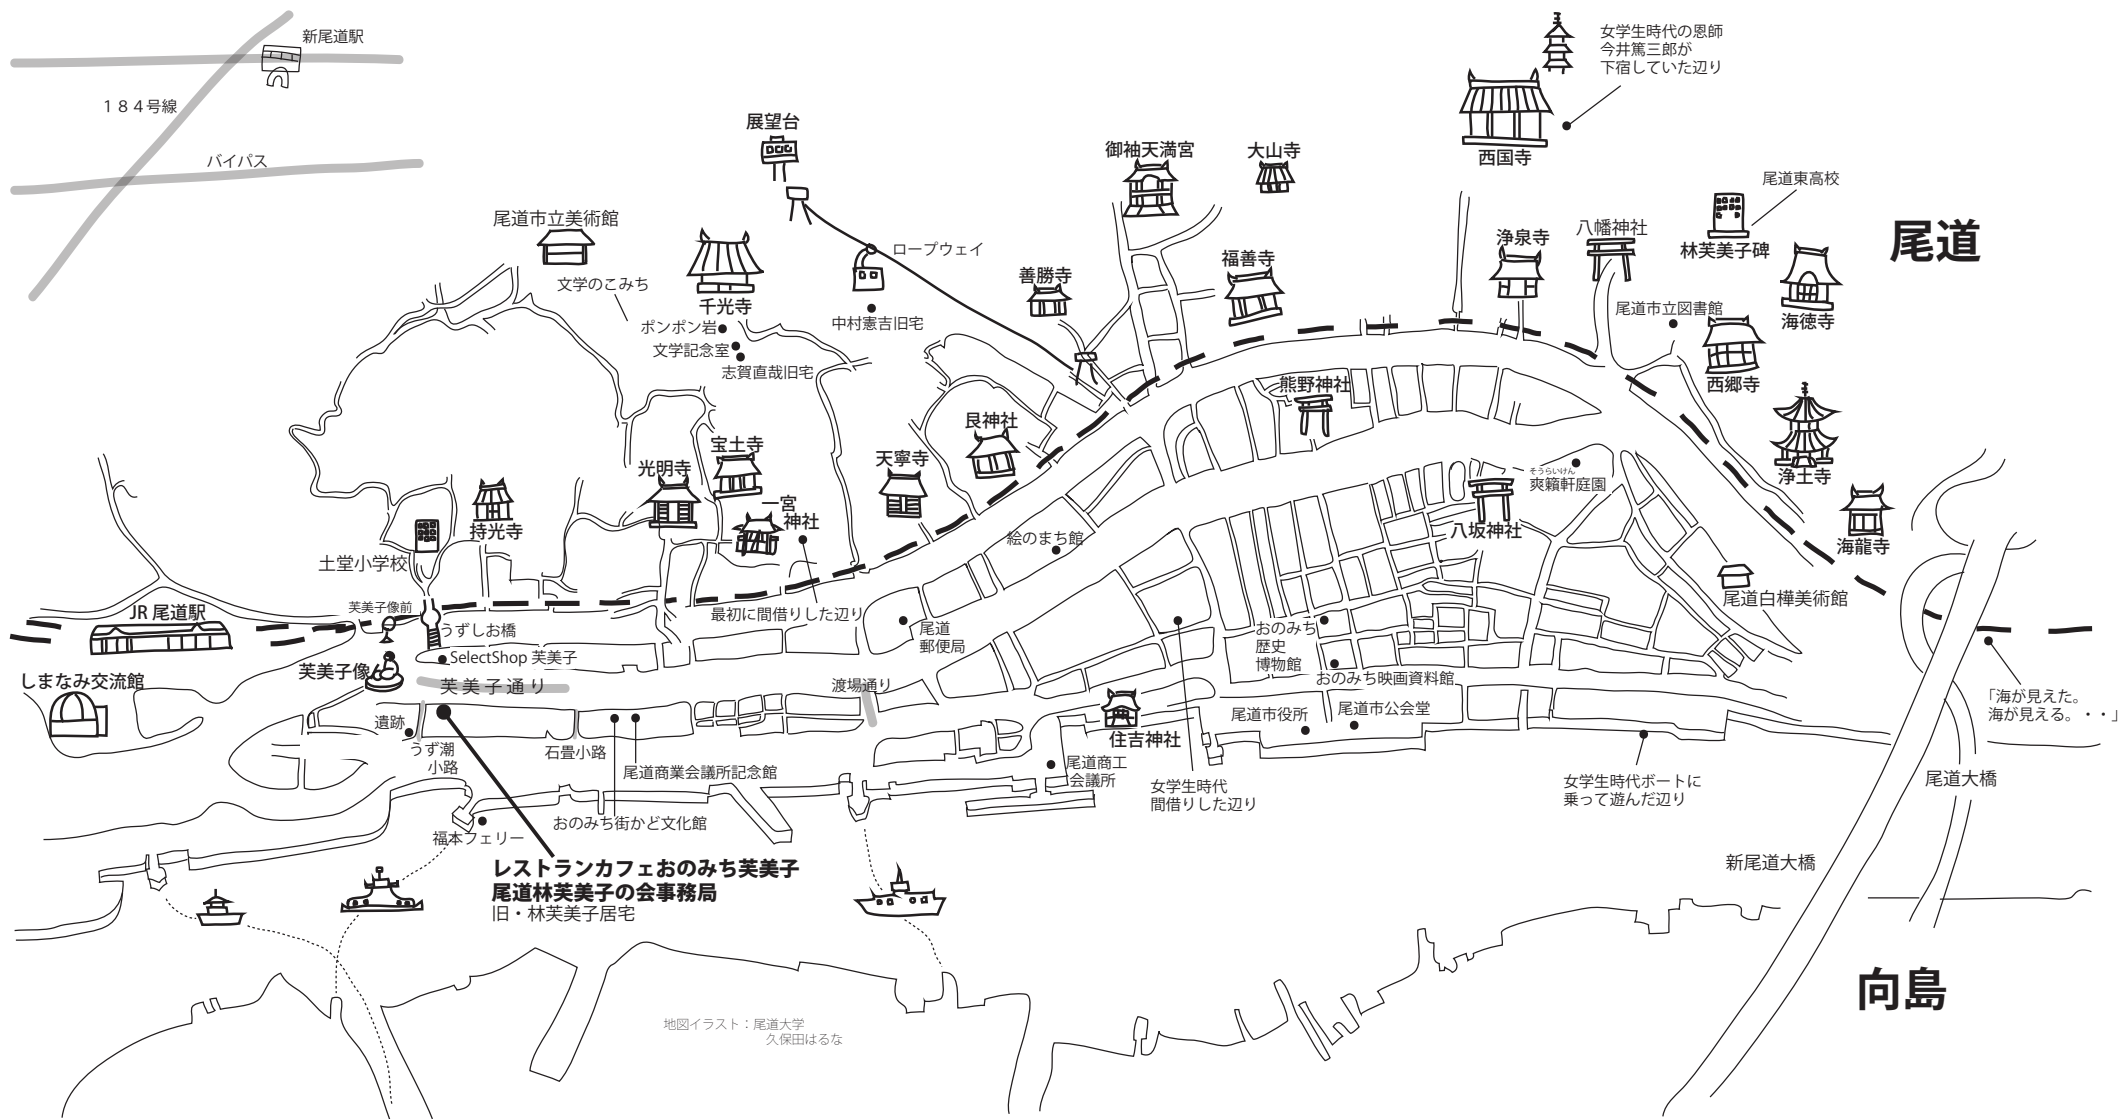 新尾道駅
184号線
バイパス
展望台
尾道市立美術館
文学のこみち
千光寺
ポンポン岩
文学記念室
志賀直哉旧宅
ロープウェイ
中村憲吉旧宅
御袖天満宮
大山寺
善勝寺
福善寺
女学生時代の恩師
今井篤三郎が
下宿していた辺り
西国寺
浄泉寺
八幡神社
尾道東高校
林芙美子碑
尾道
海徳寺
尾道市立図書館
西郷寺
熊野神社
浄土寺
海龍寺
艮神社
天寧寺
宝土寺
光明寺
一宮
神社
持光寺
土堂小学校
JR 尾道駅
芙美子像前
うずしお橋
SelectShop 芙美子
芙美子像
芙美子通り
しまなみ交流館
最初に間借りした辺り
絵のまち館
尾道
郵便局
渡場通り
そうらいけん
爽籟軒庭園
八坂神社
尾道白樺美術館
おのみち
歴史
博物館
おのみち映画資料館
尾道市役所
尾道市公会堂
住吉神社
尾道商工
会議所
女学生時代
間借りした辺り
女学生時代ボートに
乗って遊んだ辺り
「海が見えた。
海が見える。・・」
尾道大橋
新尾道大橋
遺跡
うず潮
小路
石畳小路
尾道商業会議所記念館
おのみち街かど文化館
福本フェリー
レストランカフェおのみち芙美子
尾道林芙美子の会事務局
旧・林芙美子居宅
向島
地図イラスト：尾道大学
久保田はるな